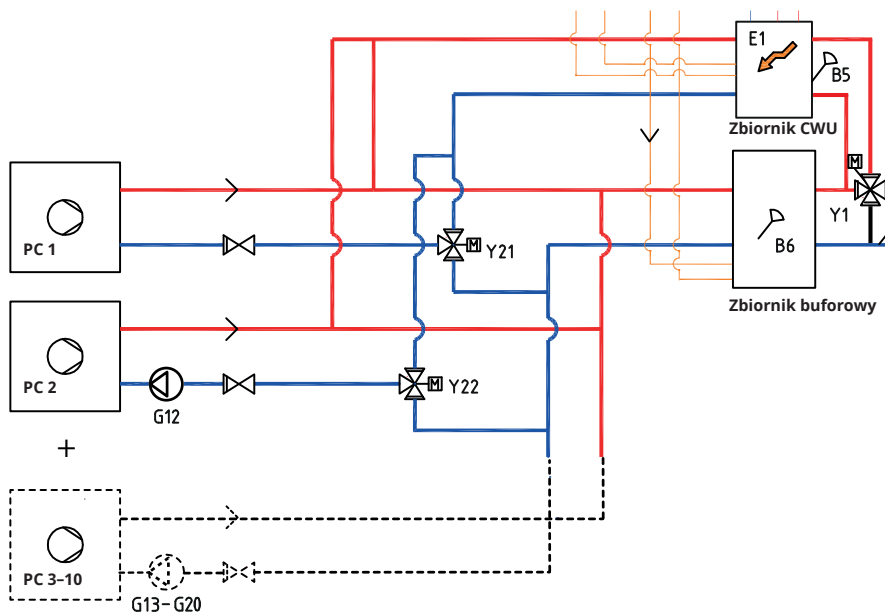 E1
B5
Zbiornik CWU
M
Y1
PC 1
M
Y21
B6
Zbiornik buforowy
PC 2
G12
M
Y22
+
PC 3–10
G13–G20